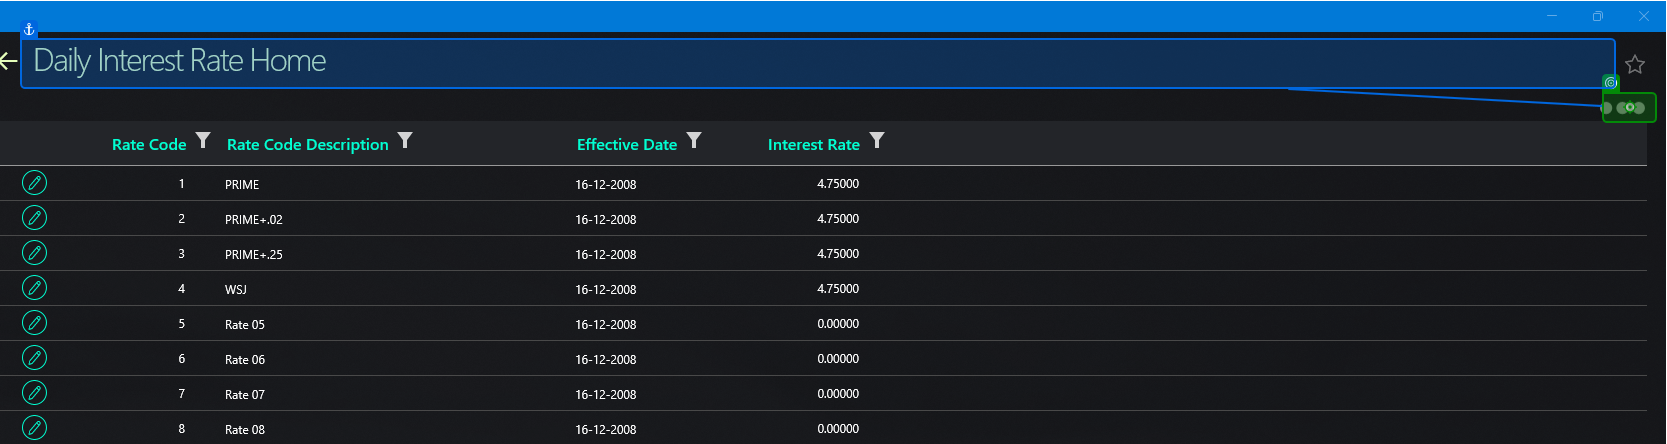 Daily Interest Rate Home
Rate Code Rate Code Description Effective Date Interest Rate
1 PRIME 16-12-2008 4.75000
2 PRIME+.02 16-12-2008 4.75000
3 PRIME+.25 16-12-2008 4.75000
4 WSJ 16-12-2008 4.75000
5 Rate 05 16-12-2008 0.00000
6 Rate 06 16-12-2008 0.00000
7 Rate 07 16-12-2008 0.00000
8 Rate 08 16-12-2008 0.00000